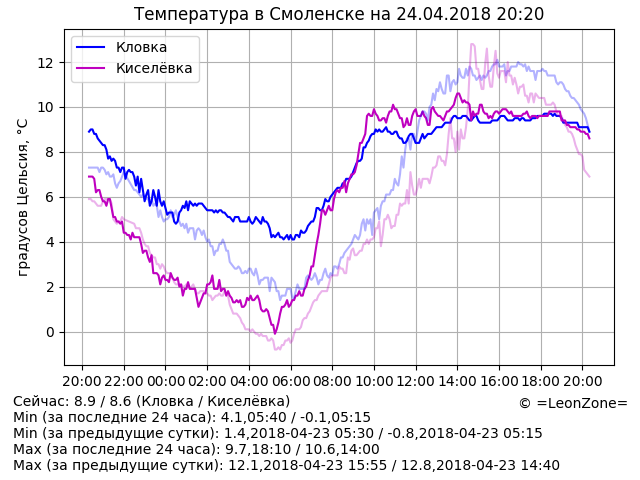 Температура в Смоленске на 24.04.2018 20:20
Кловка
Киселёвка
градусов Цельсия, °C
12
10
8
6
4
2
0
20:00 22:00 00:00 02:00 04:00 06:00 08:00 10:00 12:00 14:00 16:00 18:00 20:00
Сейчас: 8.9 / 8.6 (Кловка / Киселёвка)
© =LeonZone=
Min (за последние 24 часа): 4.1,05:40 / -0.1,05:15
Min (за предыдущие сутки): 1.4,2018-04-23 05:30 / -0.8,2018-04-23 05:15
Max (за последние 24 часа): 9.7,18:10 / 10.6,14:00
Max (за предыдущие сутки): 12.1,2018-04-23 15:55 / 12.8,2018-04-23 14:40